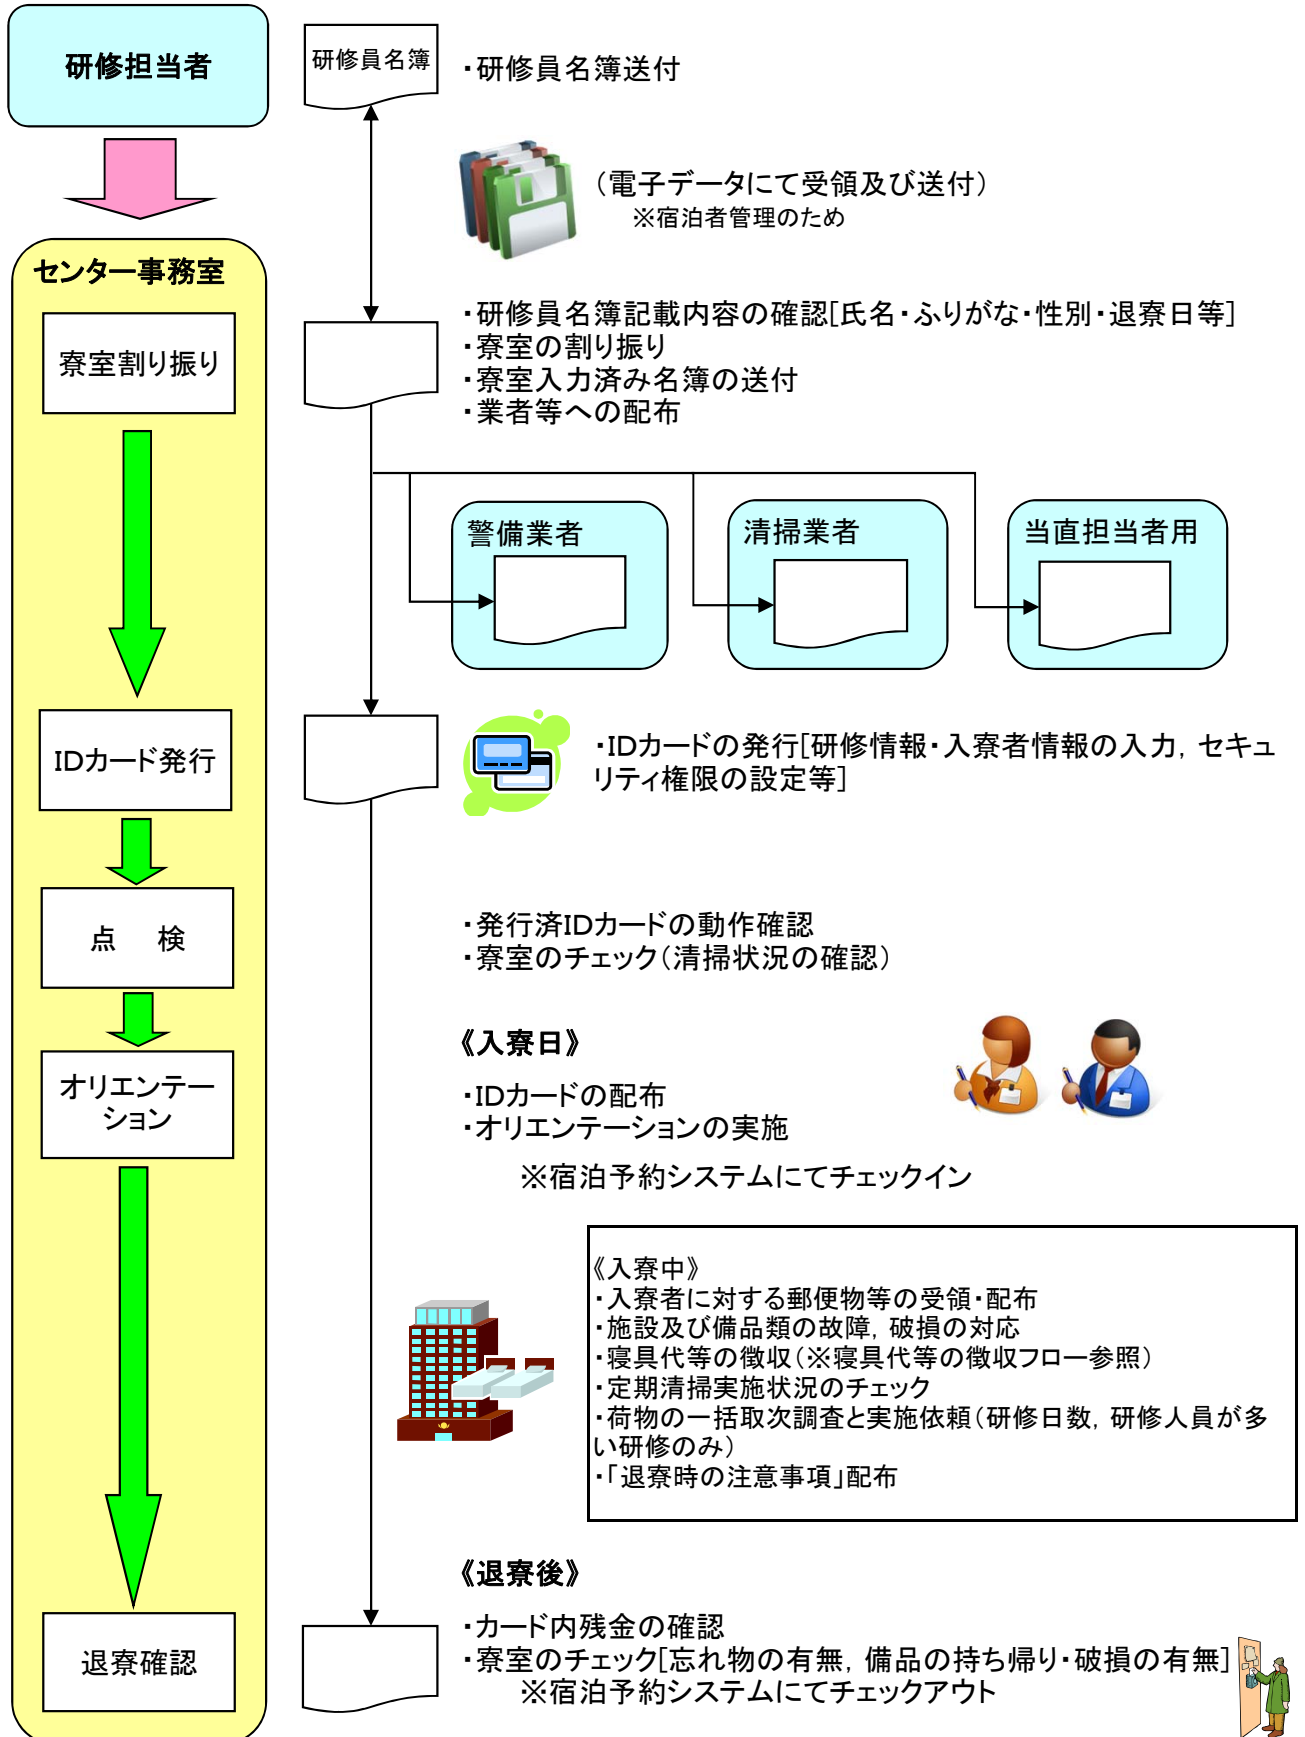 研修担当者
研修員名簿
・研修員名簿送付
（電子データにて受領及び送付）
※宿泊者管理のため
センター事務室
寮室割り振り
・研修員名簿記載内容の確認［氏名・ふりがな・性別・退寮日等］
・寮室の割り振り
・寮室入力済み名簿の送付
・業者等への配布
警備業者
清掃業者
当直担当者用
IDカード発行
・IDカードの発行［研修情報・入寮者情報の入力，セキュ
リティ権限の設定等］
点　検
・発行済IDカードの動作確認
・寮室のチェック（清掃状況の確認）
《入寮日》
オリエンテー
ション
・IDカードの配布
・オリエンテーションの実施
※宿泊予約システムにてチェックイン
《入寮中》
・入寮者に対する郵便物等の受領・配布
・施設及び備品類の故障，破損の対応
・寝具代等の徴収（※寝具代等の徴収フロー参照）
・定期清掃実施状況のチェック
・荷物の一括取次調査と実施依頼（研修日数，研修人員が多
い研修のみ）
・「退寮時の注意事項」配布
《退寮後》
退寮確認
・カード内残金の確認
・寮室のチェック［忘れ物の有無，備品の持ち帰り・破損の有無］
※宿泊予約システムにてチェックアウト